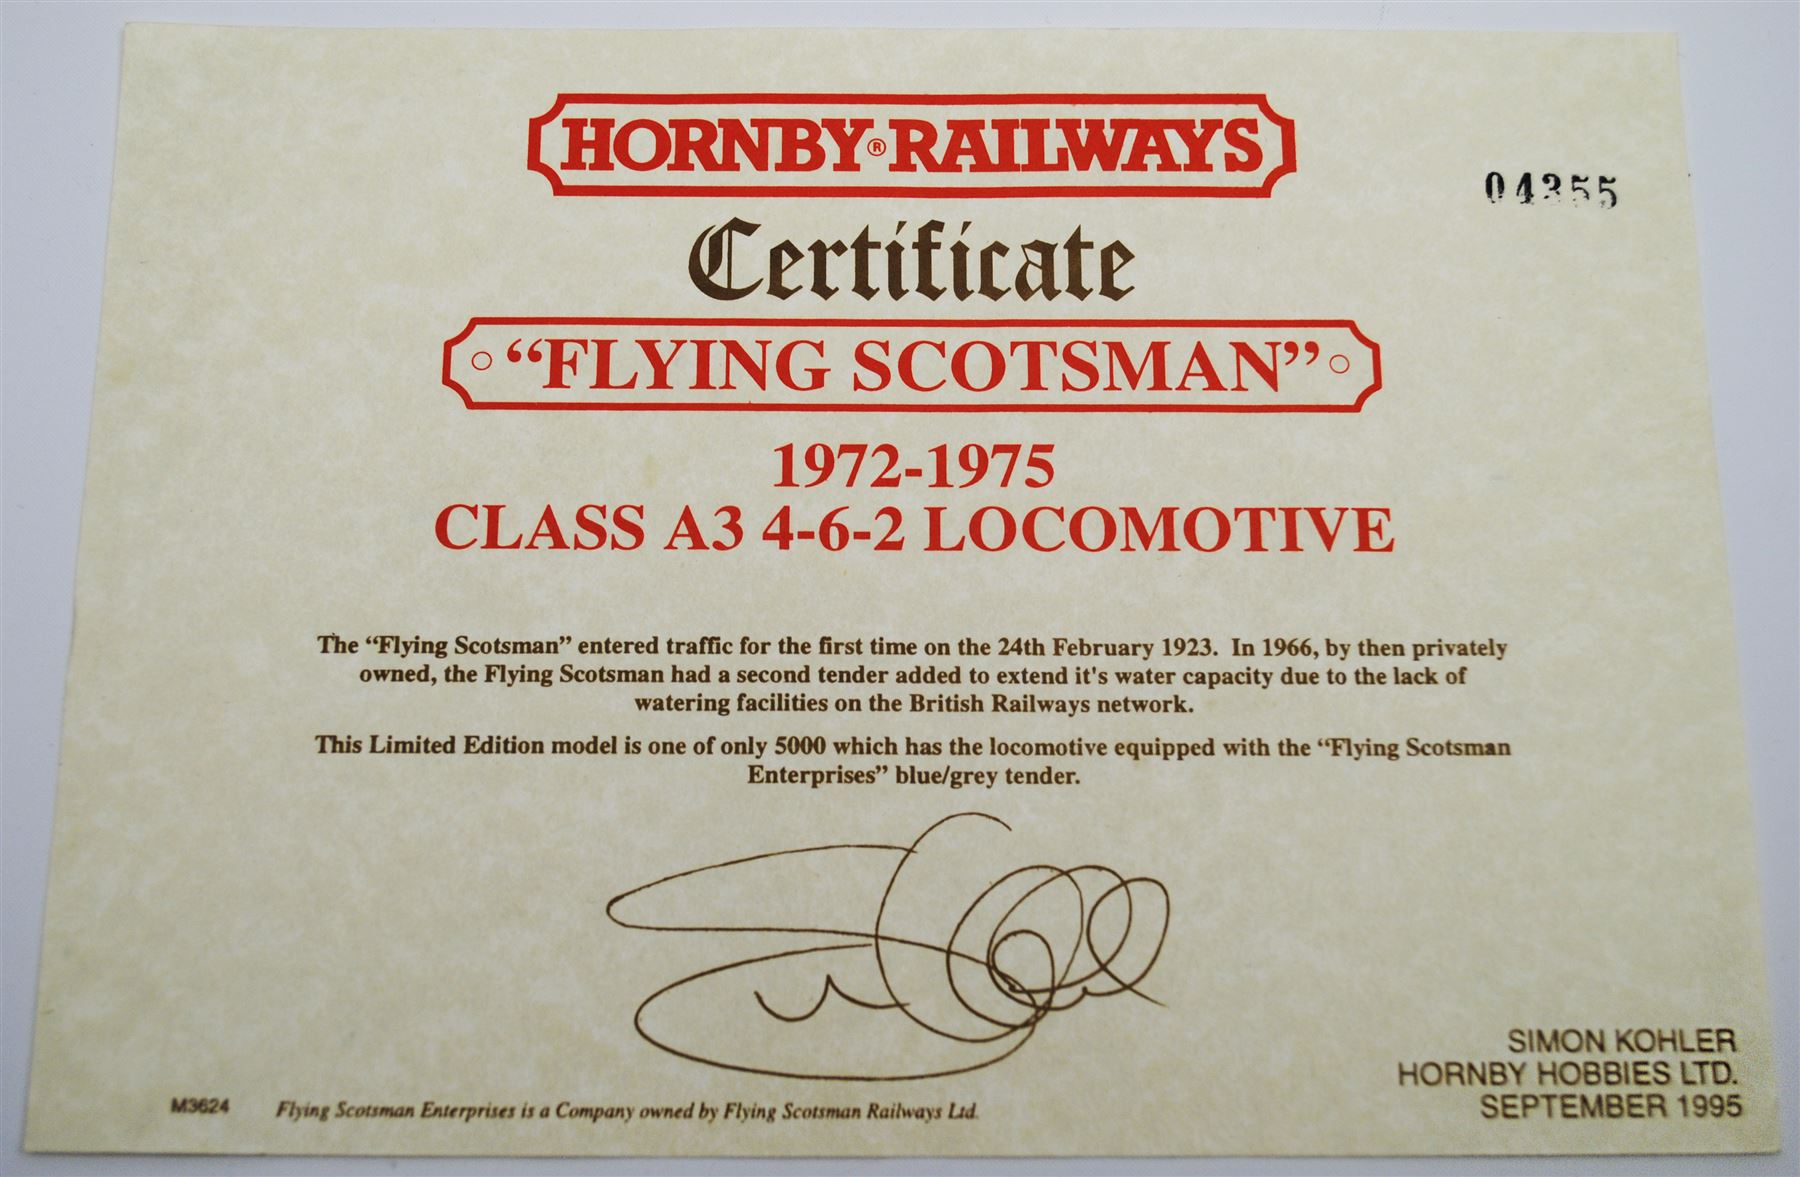 HORNBY® RAILWAYS
04355
Certificate
"FLYING SCOTSMAN"
1972-1975
CLASS A3 4-6-2 LOCOMOTIVE
The "Flying Scotsman" entered traffic for the first time on the 24th February 1923. In 1966, by then privately
owned, the Flying Scotsman had a second tender added to extend it's water capacity due to the lack of
watering facilities on the British Railways network.
This Limited Edition model is one of only 5000 which has the locomotive equipped with the "Flying Scotsman
Enterprises" blue/grey tender.
SIMON KOHLER
HORNBY HOBBIES LTD.
SEPTEMBER 1995
M3624
Flying Scotsman Enterprises is a Company owned by Flying Scotsman Railways Ltd.